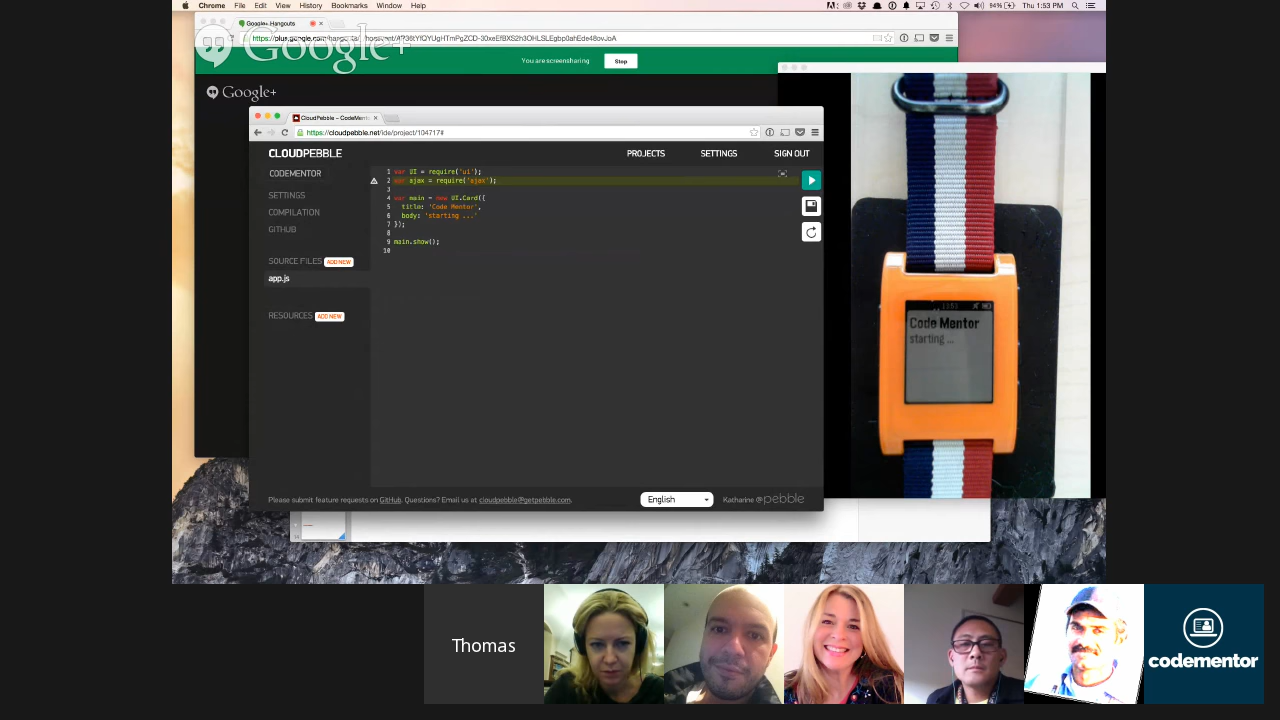 Chrome File Edit View History Bookmarks Window Help
94% Thu 1:53 PM
Google+ Hangouts
Google+
You are screensharing Stop
Google+
CloudPebble – CodeMento
https://cloudpebble.net/ide/project/104717#
CLOUDPEBBLE PROJECTS SETTINGS SIGN OUT
CODEMENTOR
SETTINGS
COMPILATION
GITHUB
SOURCE FILES ADD NEW
app.js
RESOURCES ADD NEW
1 var UI = require('ui');
2 var ajax = require('ajax');
3
4 var main = new UI.Card({
5 title: 'Code Mentor',
6 body: 'starting ...'
7 });
8
9 main.show();
10
Please submit feature requests on GitHub. Questions? Email us at cloudpebble@getpebble.com.
English
Katharine @ pebble
11:53
Code Mentor
starting ...
Thomas
codementor